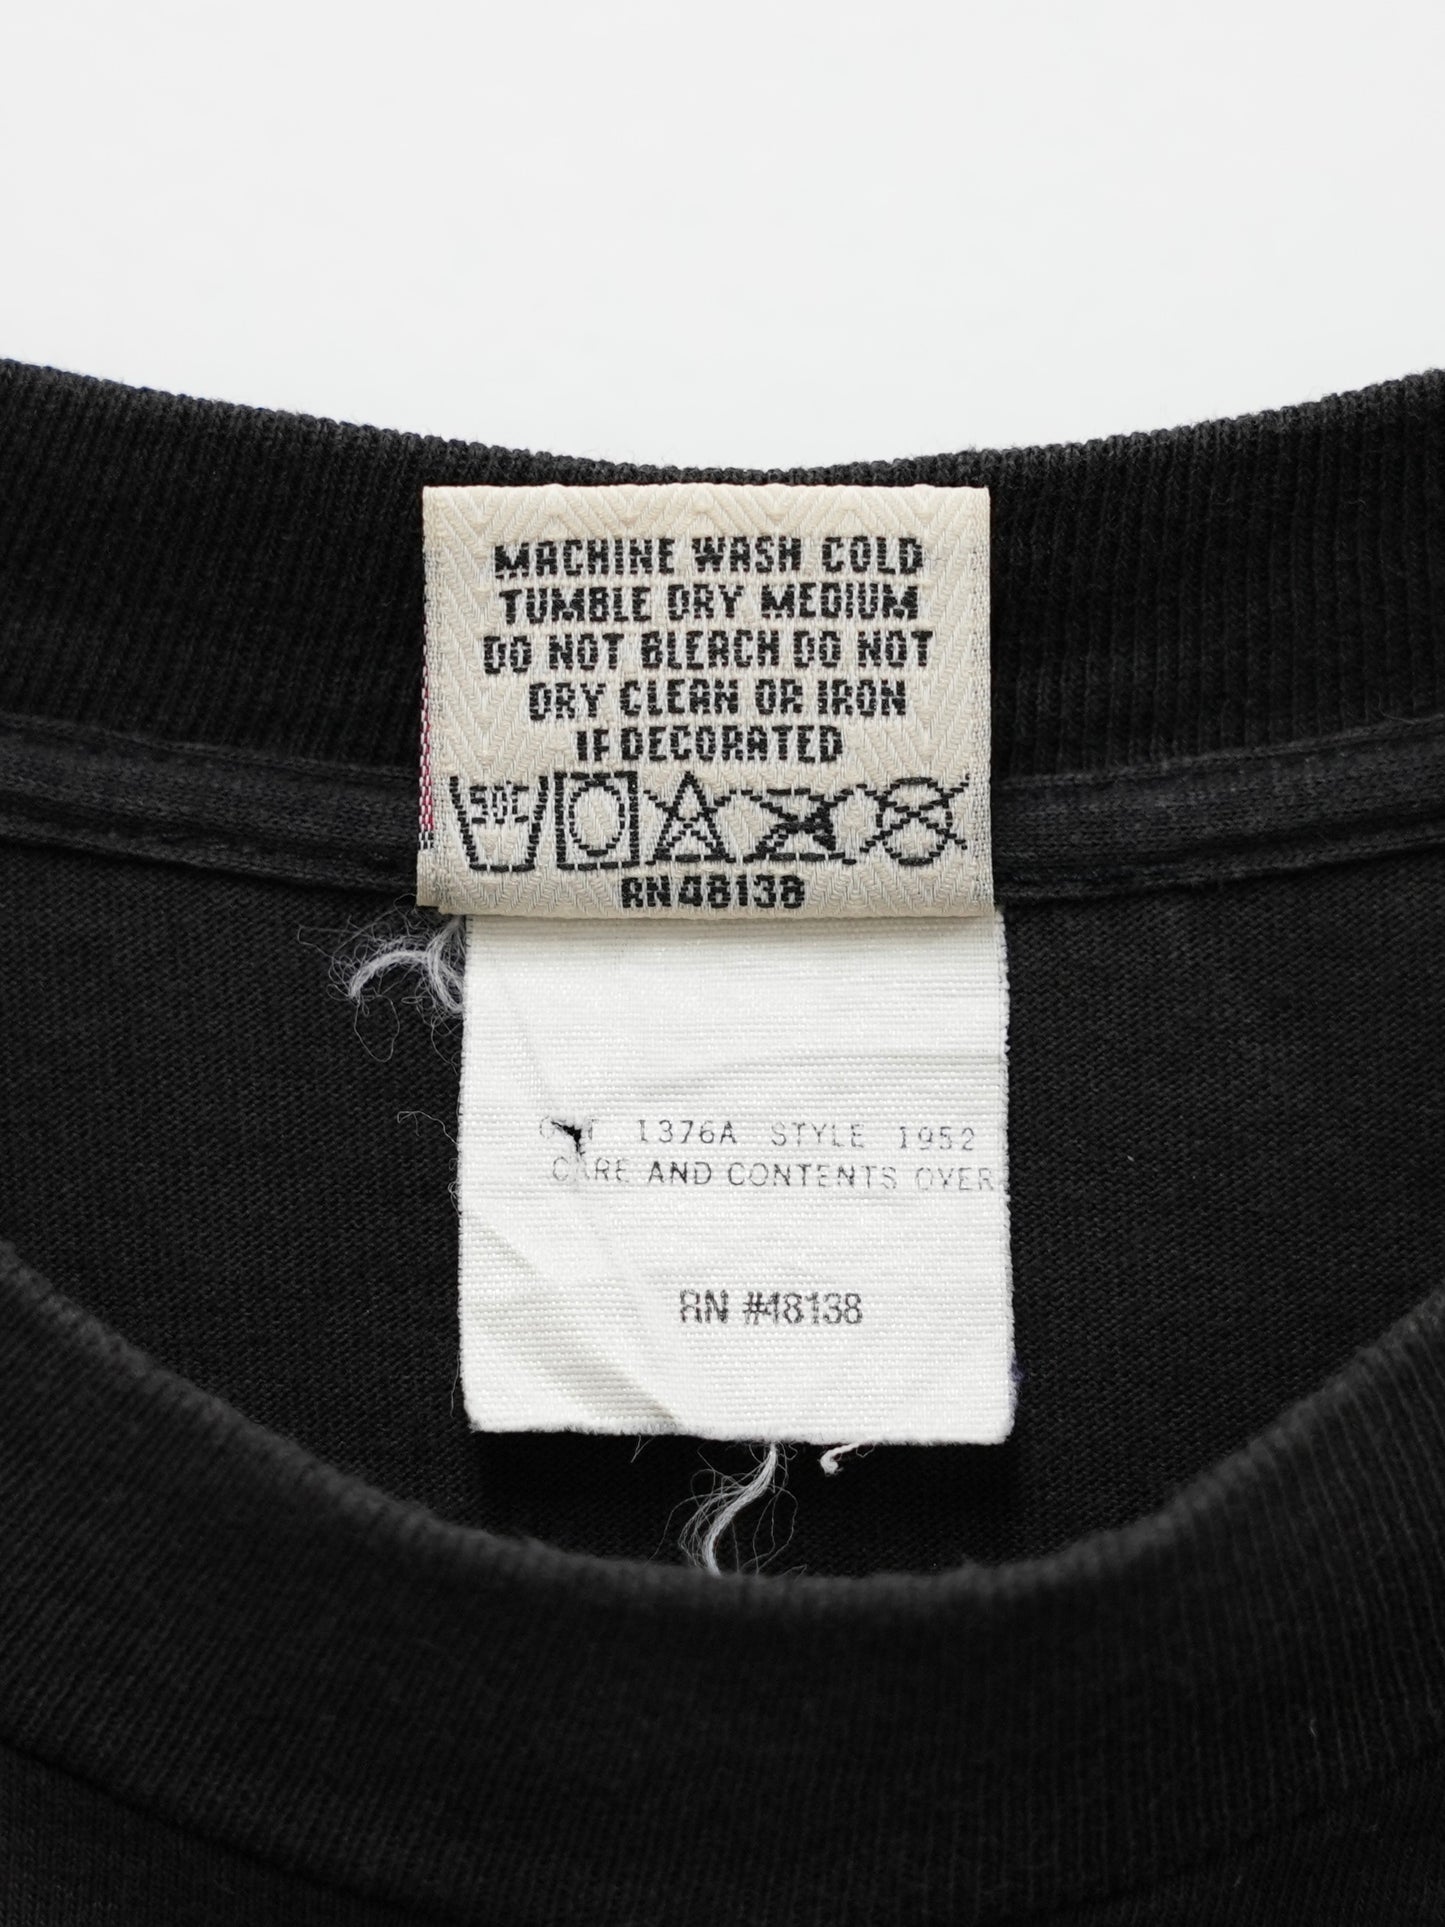 MACHINE WASH COLD
TUMBLE DRY MEDIUM
DO NOT BLEACH DO NOT
DRY CLEAN OR IRON
IF DECORATED
50C
RN48138
1376A STYLE 1952
CARE AND CONTENTS OVER
RN #48138